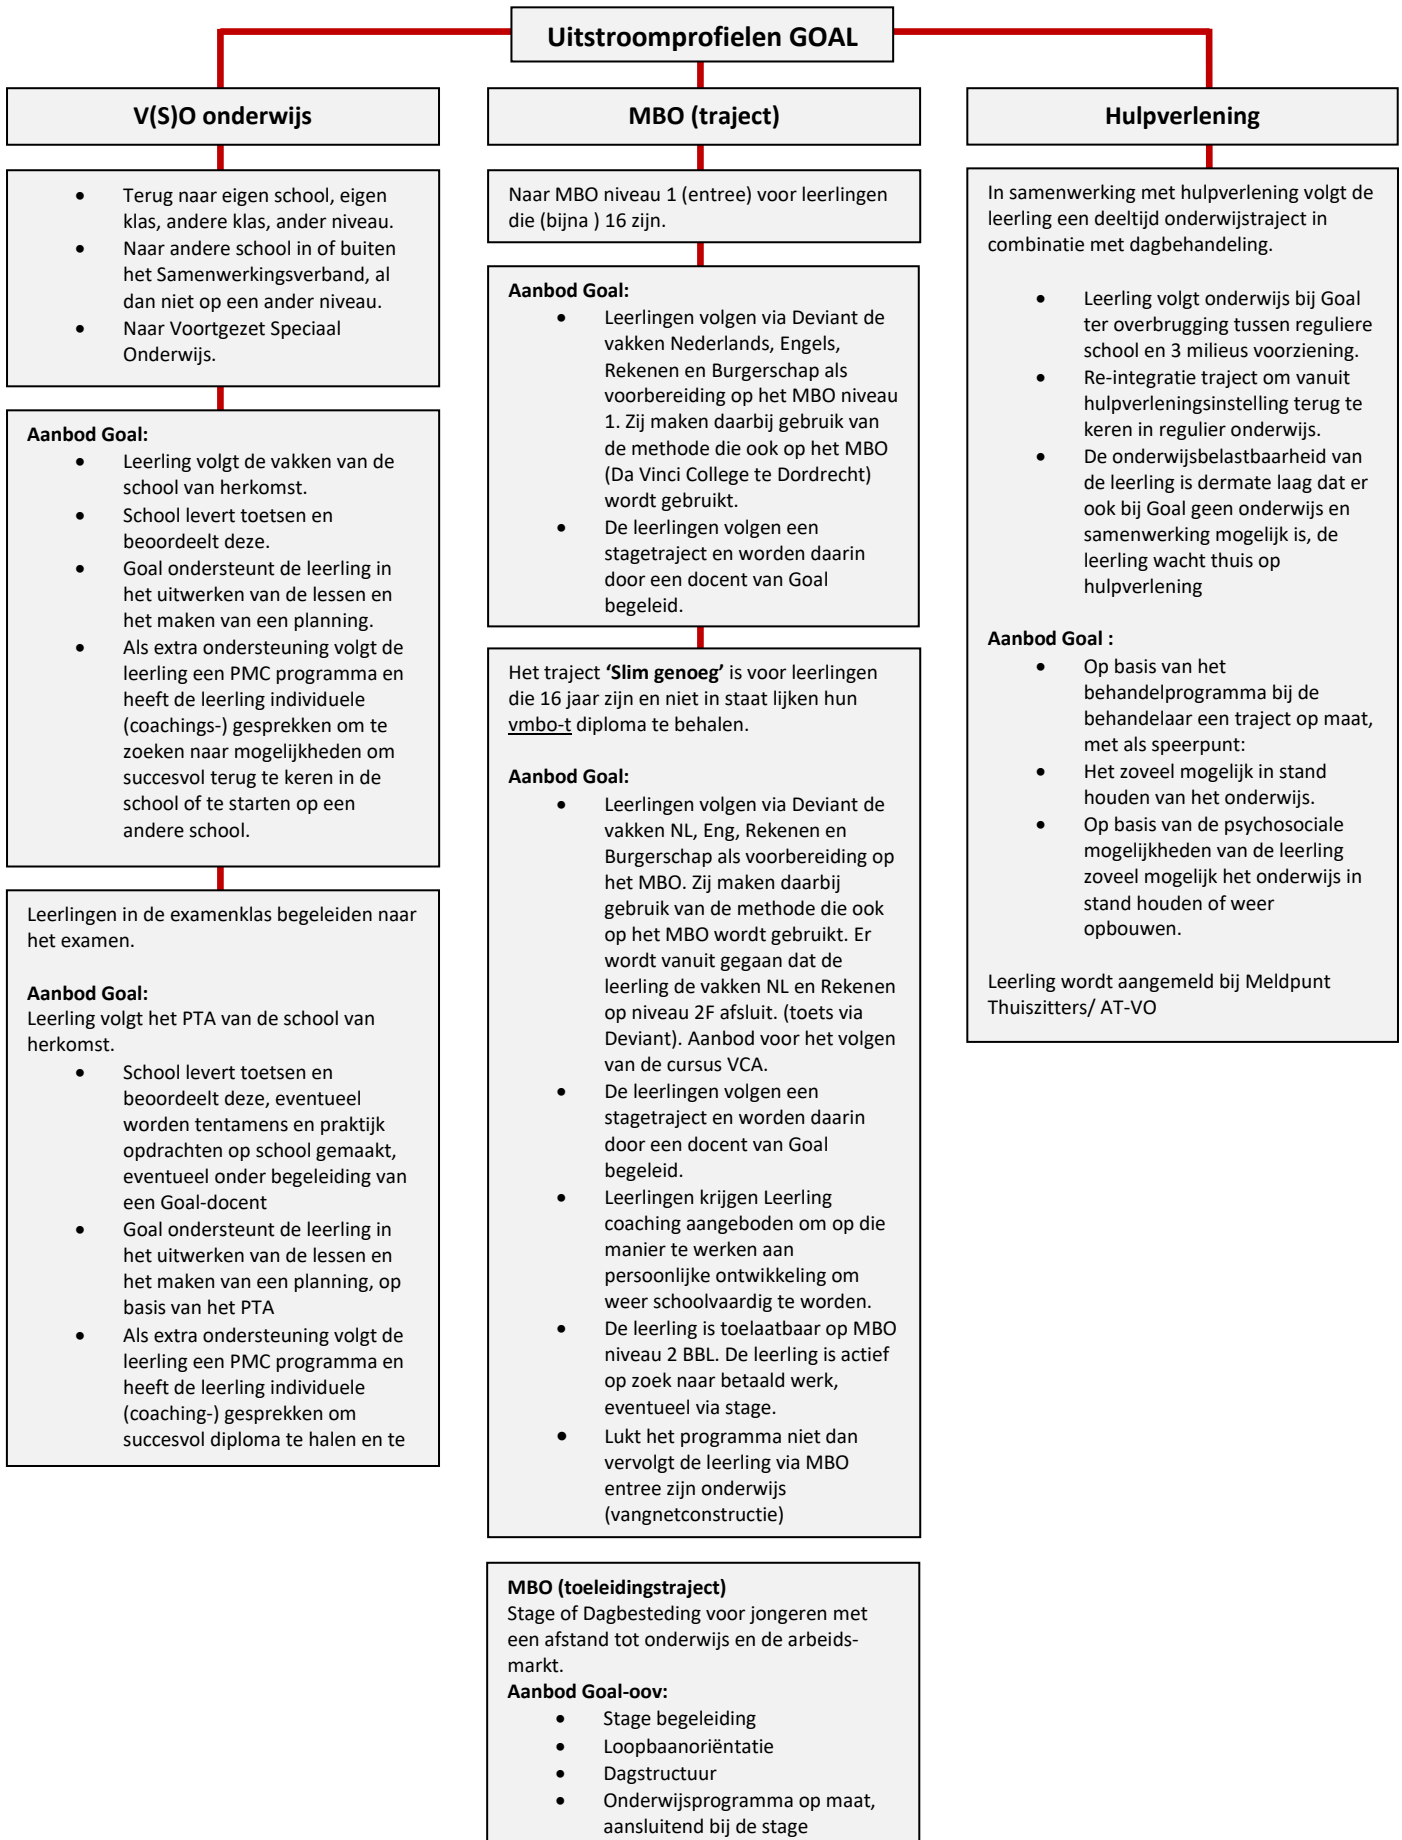 Uitstroomprofielen GOAL
V(S)O onderwijs
• Terug naar eigen school, eigen
klas, andere klas, ander niveau.
• Naar andere school in of buiten
het Samenwerkingsverband, al
dan niet op een ander niveau.
• Naar Voortgezet Speciaal
Onderwijs.
Aanbod Goal:
• Leerling volgt de vakken van de
school van herkomst.
• School levert toetsen en
beoordeelt deze.
• Goal ondersteunt de leerling in
het uitwerken van de lessen en
het maken van een planning.
• Als extra ondersteuning volgt de
leerling een PMC programma en
heeft de leerling individuele
(coachings-) gesprekken om te
zoeken naar mogelijkheden om
succesvol terug te keren in de
school of te starten op een
andere school.
Leerlingen in de examenklas begeleiden naar
het examen.
Aanbod Goal:
Leerling volgt het PTA van de school van
herkomst.
• School levert toetsen en
beoordeelt deze, eventueel
worden tentamens en praktijk
opdrachten op school gemaakt,
eventueel onder begeleiding van
een Goal-docent
• Goal ondersteunt de leerling in
het uitwerken van de lessen en
het maken van een planning, op
basis van het PTA
• Als extra ondersteuning volgt de
leerling een PMC programma en
heeft de leerling individuele
(coaching-) gesprekken om
succesvol diploma te halen en te
MBO (traject)
Naar MBO niveau 1 (entree) voor leerlingen
die (bijna ) 16 zijn.
Aanbod Goal:
• Leerlingen volgen via Deviant de
vakken Nederlands, Engels,
Rekenen en Burgerschap als
voorbereiding op het MBO niveau
1. Zij maken daarbij gebruik van
de methode die ook op het MBO
(Da Vinci College te Dordrecht)
wordt gebruikt.
• De leerlingen volgen een
stagetraject en worden daarin
door een docent van Goal
begeleid.
Het traject ‘Slim genoeg’ is voor leerlingen
die 16 jaar zijn en niet in staat lijken hun
vmbo-t diploma te behalen.
Aanbod Goal:
• Leerlingen volgen via Deviant de
vakken NL, Eng, Rekenen en
Burgerschap als voorbereiding op
het MBO. Zij maken daarbij
gebruik van de methode die ook
op het MBO wordt gebruikt. Er
wordt vanuit gegaan dat de
leerling de vakken NL en Rekenen
op niveau 2F afsluit. (toets via
Deviant). Aanbod voor het volgen
van de cursus VCA.
• De leerlingen volgen een
stagetraject en worden daarin
door een docent van Goal
begeleid.
• Leerlingen krijgen Leerling
coaching aangeboden om op die
manier te werken aan
persoonlijke ontwikkeling om
weer schoolvaardig te worden.
• De leerling is toelaatbaar op MBO
niveau 2 BBL. De leerling is actief
op zoek naar betaald werk,
eventueel via stage.
• Lukt het programma niet dan
vervolgt de leerling via MBO
entree zijn onderwijs
(vangnetconstructie)
MBO (toeleidingstraject)
Stage of Dagbesteding voor jongeren met
een afstand tot onderwijs en de arbeids-
markt.
Aanbod Goal-oov:
• Stage begeleiding
• Loopbaanoriëntatie
• Dagstructuur
• Onderwijsprogramma op maat,
aansluitend bij de stage
Hulpverlening
In samenwerking met hulpverlening volgt de
leerling een deeltijd onderwijstraject in
combinatie met dagbehandeling.
• Leerling volgt onderwijs bij Goal
ter overbrugging tussen reguliere
school en 3 milieus voorziening.
• Re-integratie traject om vanuit
hulpverleningsinstelling terug te
keren in regulier onderwijs.
• De onderwijsbelastbaarheid van
de leerling is dermate laag dat er
ook bij Goal geen onderwijs en
samenwerking mogelijk is, de
leerling wacht thuis op
hulpverlening
Aanbod Goal :
• Op basis van het
behandelprogramma bij de
behandelaar een traject op maat,
met als speerpunt:
• Het zoveel mogelijk in stand
houden van het onderwijs.
• Op basis van de psychosociale
mogelijkheden van de leerling
zoveel mogelijk het onderwijs in
stand houden of weer
opbouwen.
Leerling wordt aangemeld bij Meldpunt
Thuiszitters/ AT-VO